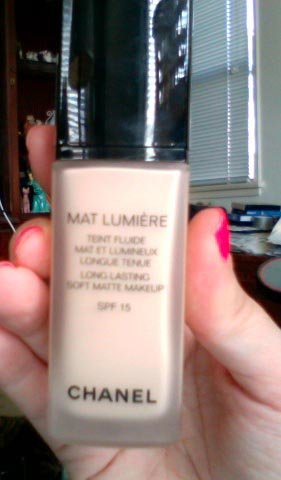 MAT LUMIÈRE
TEINT FLUIDE
MAT ET LUMINEUX
LONGUE TENUE
LONG LASTING
SOFT MATTE MAKEUP
SPF 15
CHANEL